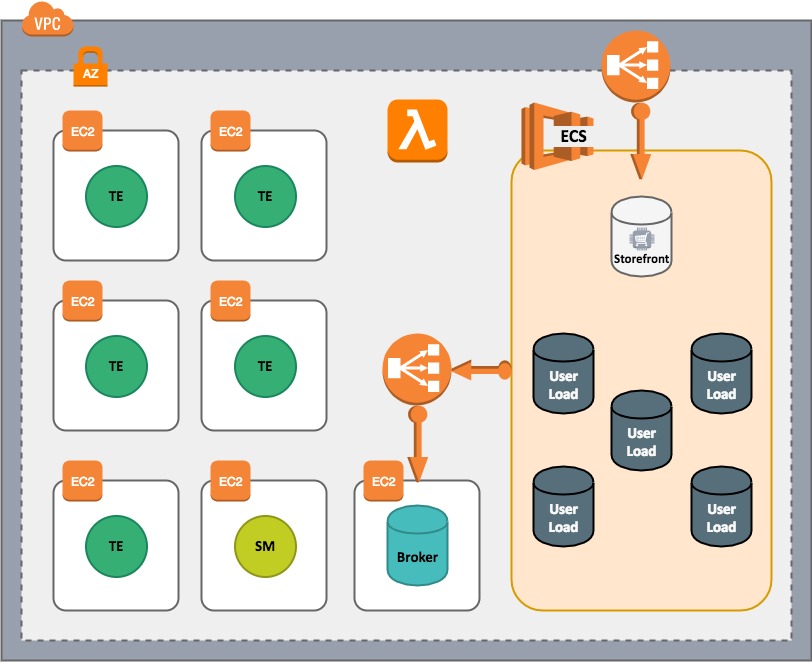 VPC
AZ
EC2
EC2
λ
ECS
TE
TE
Storefront
EC2
EC2
TE
TE
User
Load
User
Load
User
Load
EC2
EC2
EC2
TE
SM
Broker
User
Load
User
Load